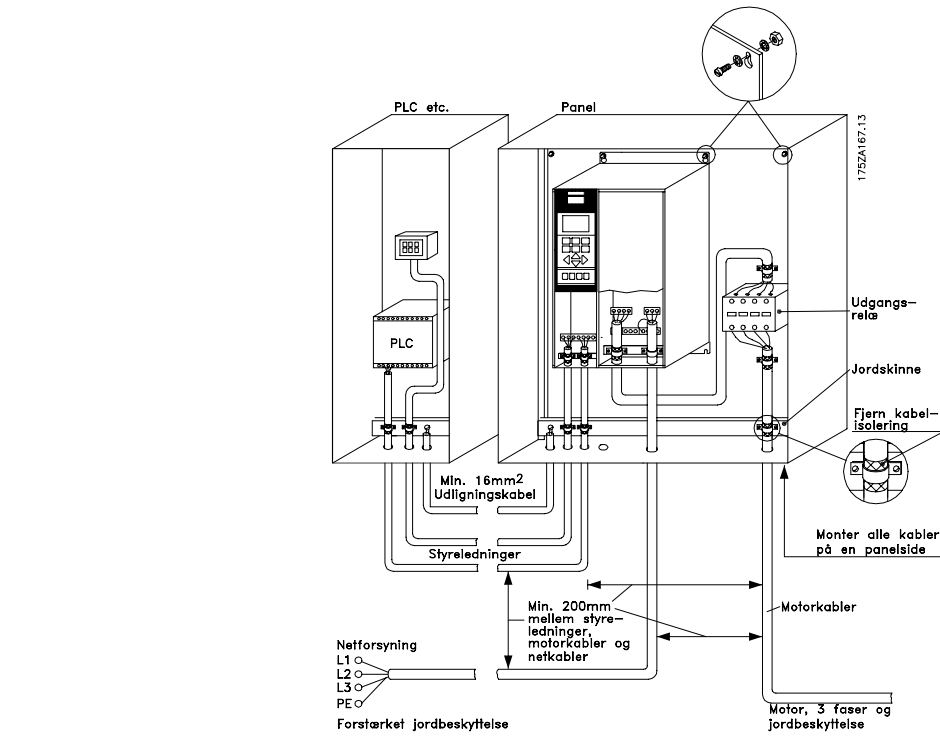 PLC etc.
Panel
175ZA167.13
PLC
Udgangs-
relæ
Jordskinne
Fjern kabel-
isolering
Min. 16mm2
Udligningskabel
Monter alle kabler
på en panelside
Styreledninger
Min. 200mm
mellem styre-
ledninger,
motorkabler og
netkabler
Motorkabler
Netforsyning
L1
L2
L3
PE
Forstærket jordbeskyttelse
Motor, 3 faser og
jordbeskyttelse